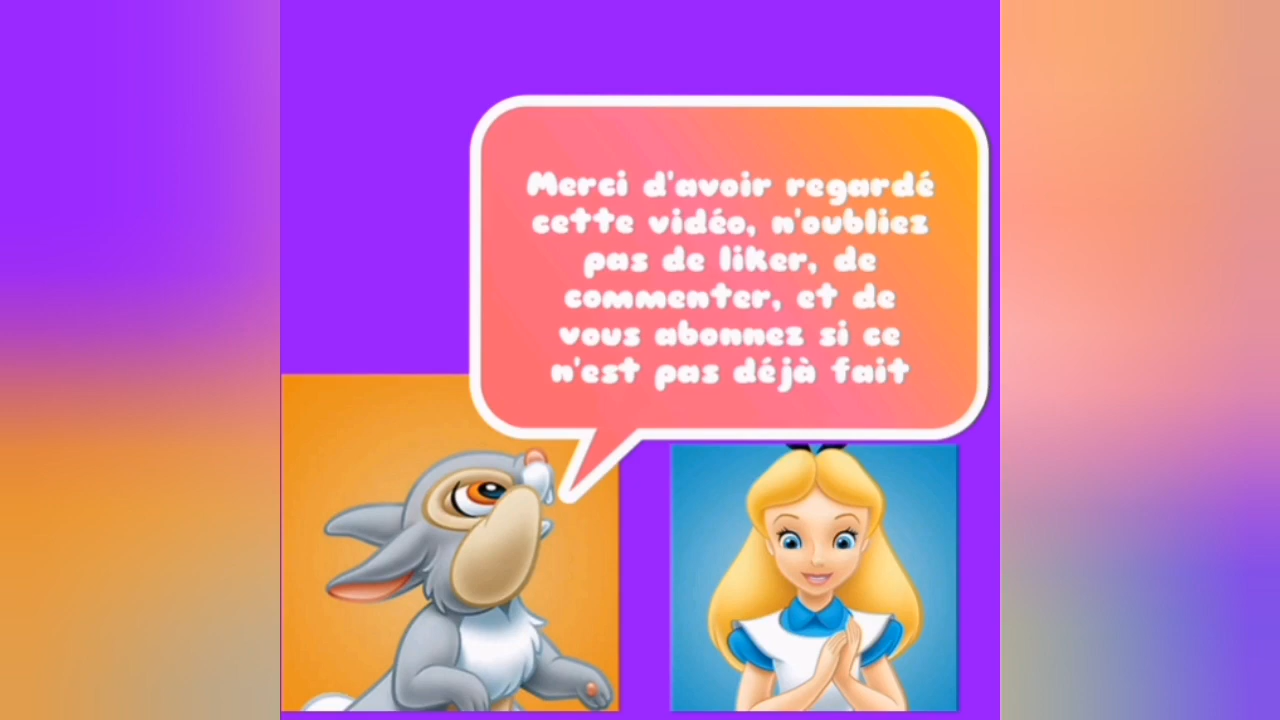 Merci d'avoir regardé
cette vidéo, n'oubliez
pas de liker, de
commenter, et de
vous abonnez si ce
n'est pas déjà fait